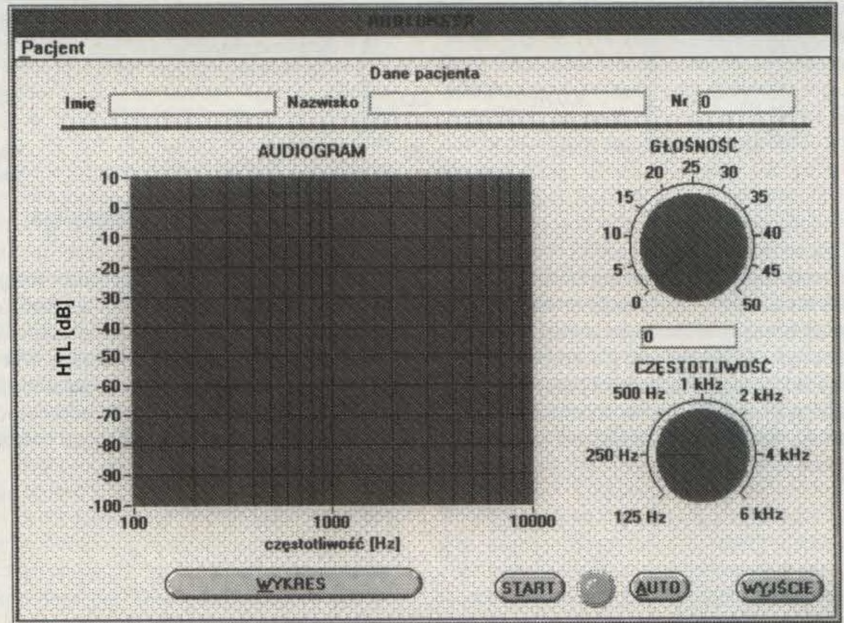 AUDIOMETR
Pacjent
Dane pacjenta
Imię Nazwisko Nr 0
AUDIOGRAM
10
0
-10
-20
-30
-40
-50
-60
-70
-80
-90
-100
HTL [dB]
100 1000 10000
częstotliwość [Hz]
GŁOŚNOŚĆ
0 5 10 15 20 25 30 35 40 45 50
0
CZĘSTOTLIWOŚĆ
125 Hz 250 Hz 500 Hz 1 kHz 2 kHz 4 kHz 6 kHz
WYKRES
START AUTO WYJŚCIE